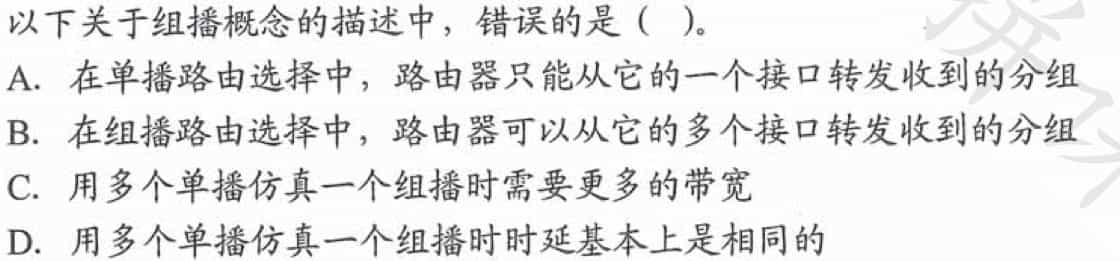 以下关于组播概念的描述中，错误的是（ ）。
A. 在单播路由选择中，路由器只能从它的一个接口转发收到的分组
B. 在组播路由选择中，路由器可以从它的多个接口转发收到的分组
C. 用多个单播仿真一个组播时需要更多的带宽
D. 用多个单播仿真一个组播时时延基本上是相同的